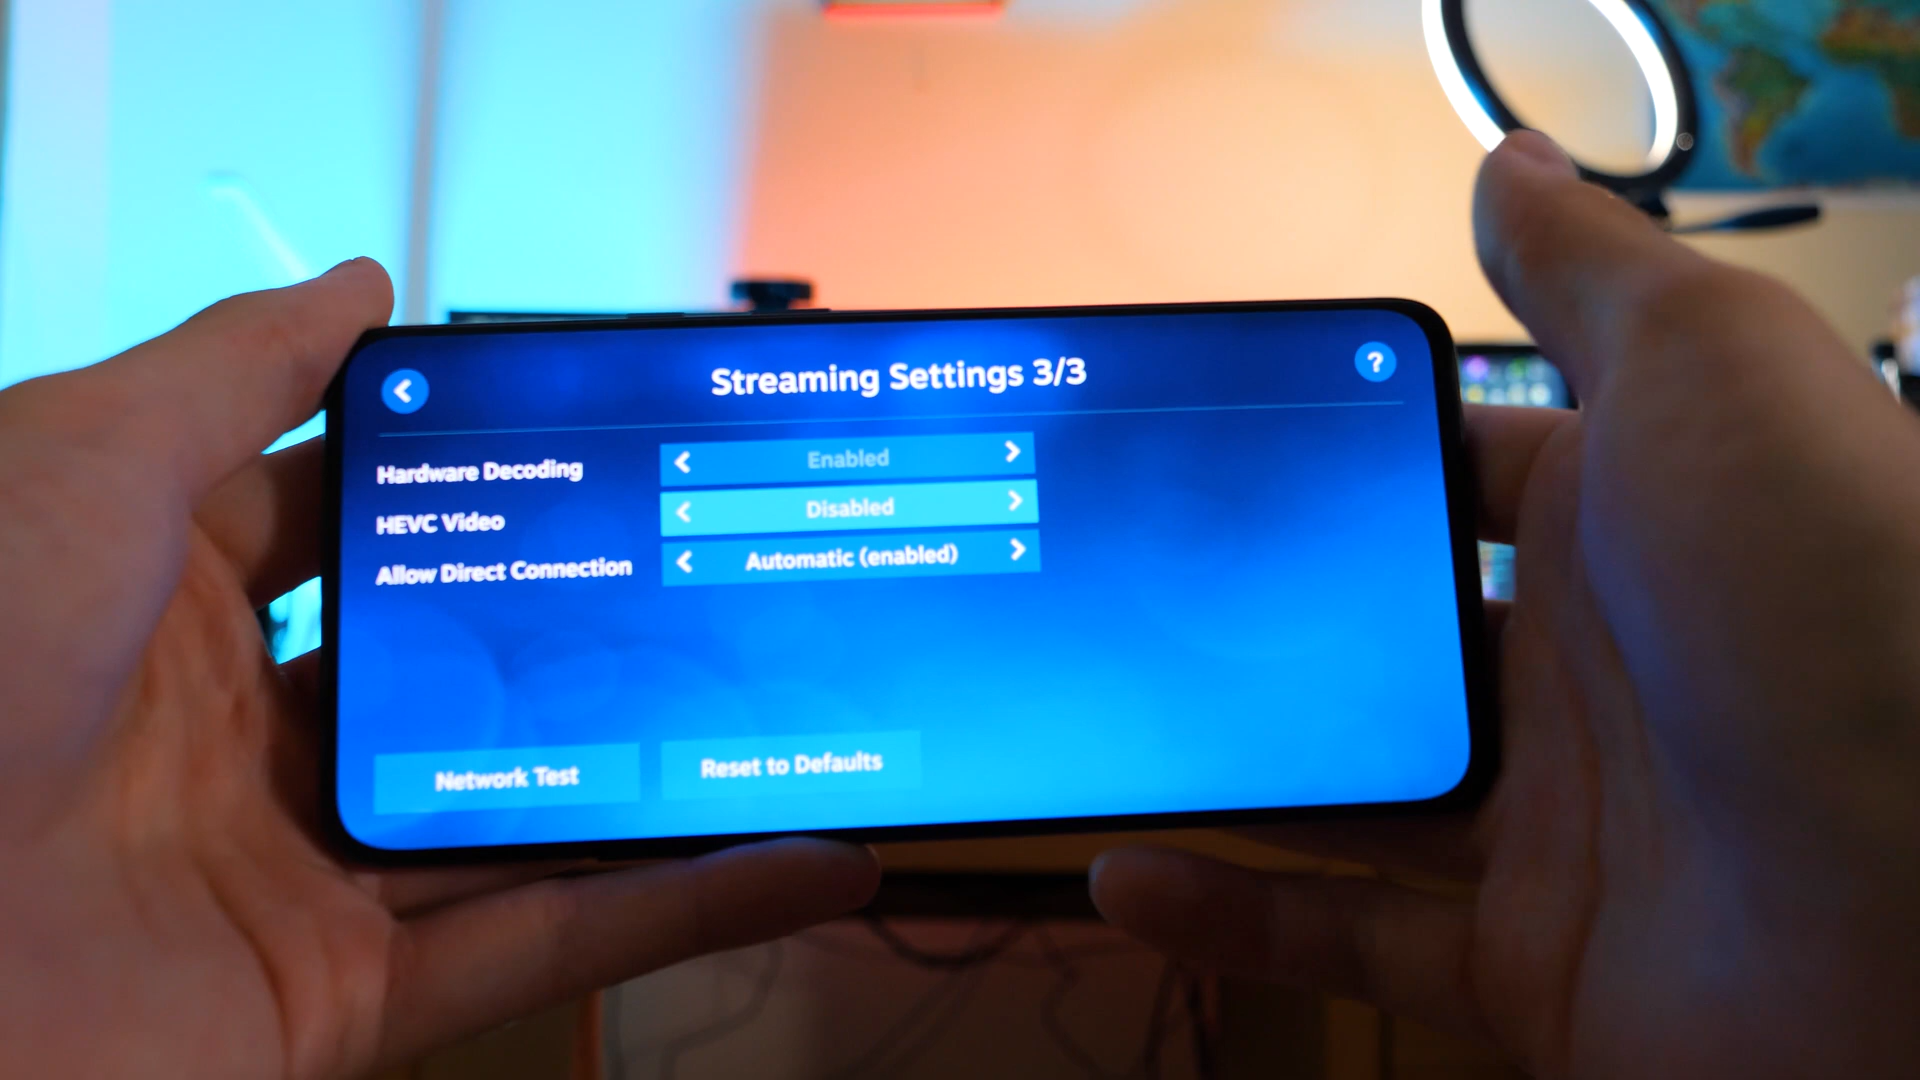 Streaming Settings 3/3
?
Hardware Decoding
Enabled
HEVC Video
Disabled
Allow Direct Connection
Automatic (enabled)
Network Test
Reset to Defaults